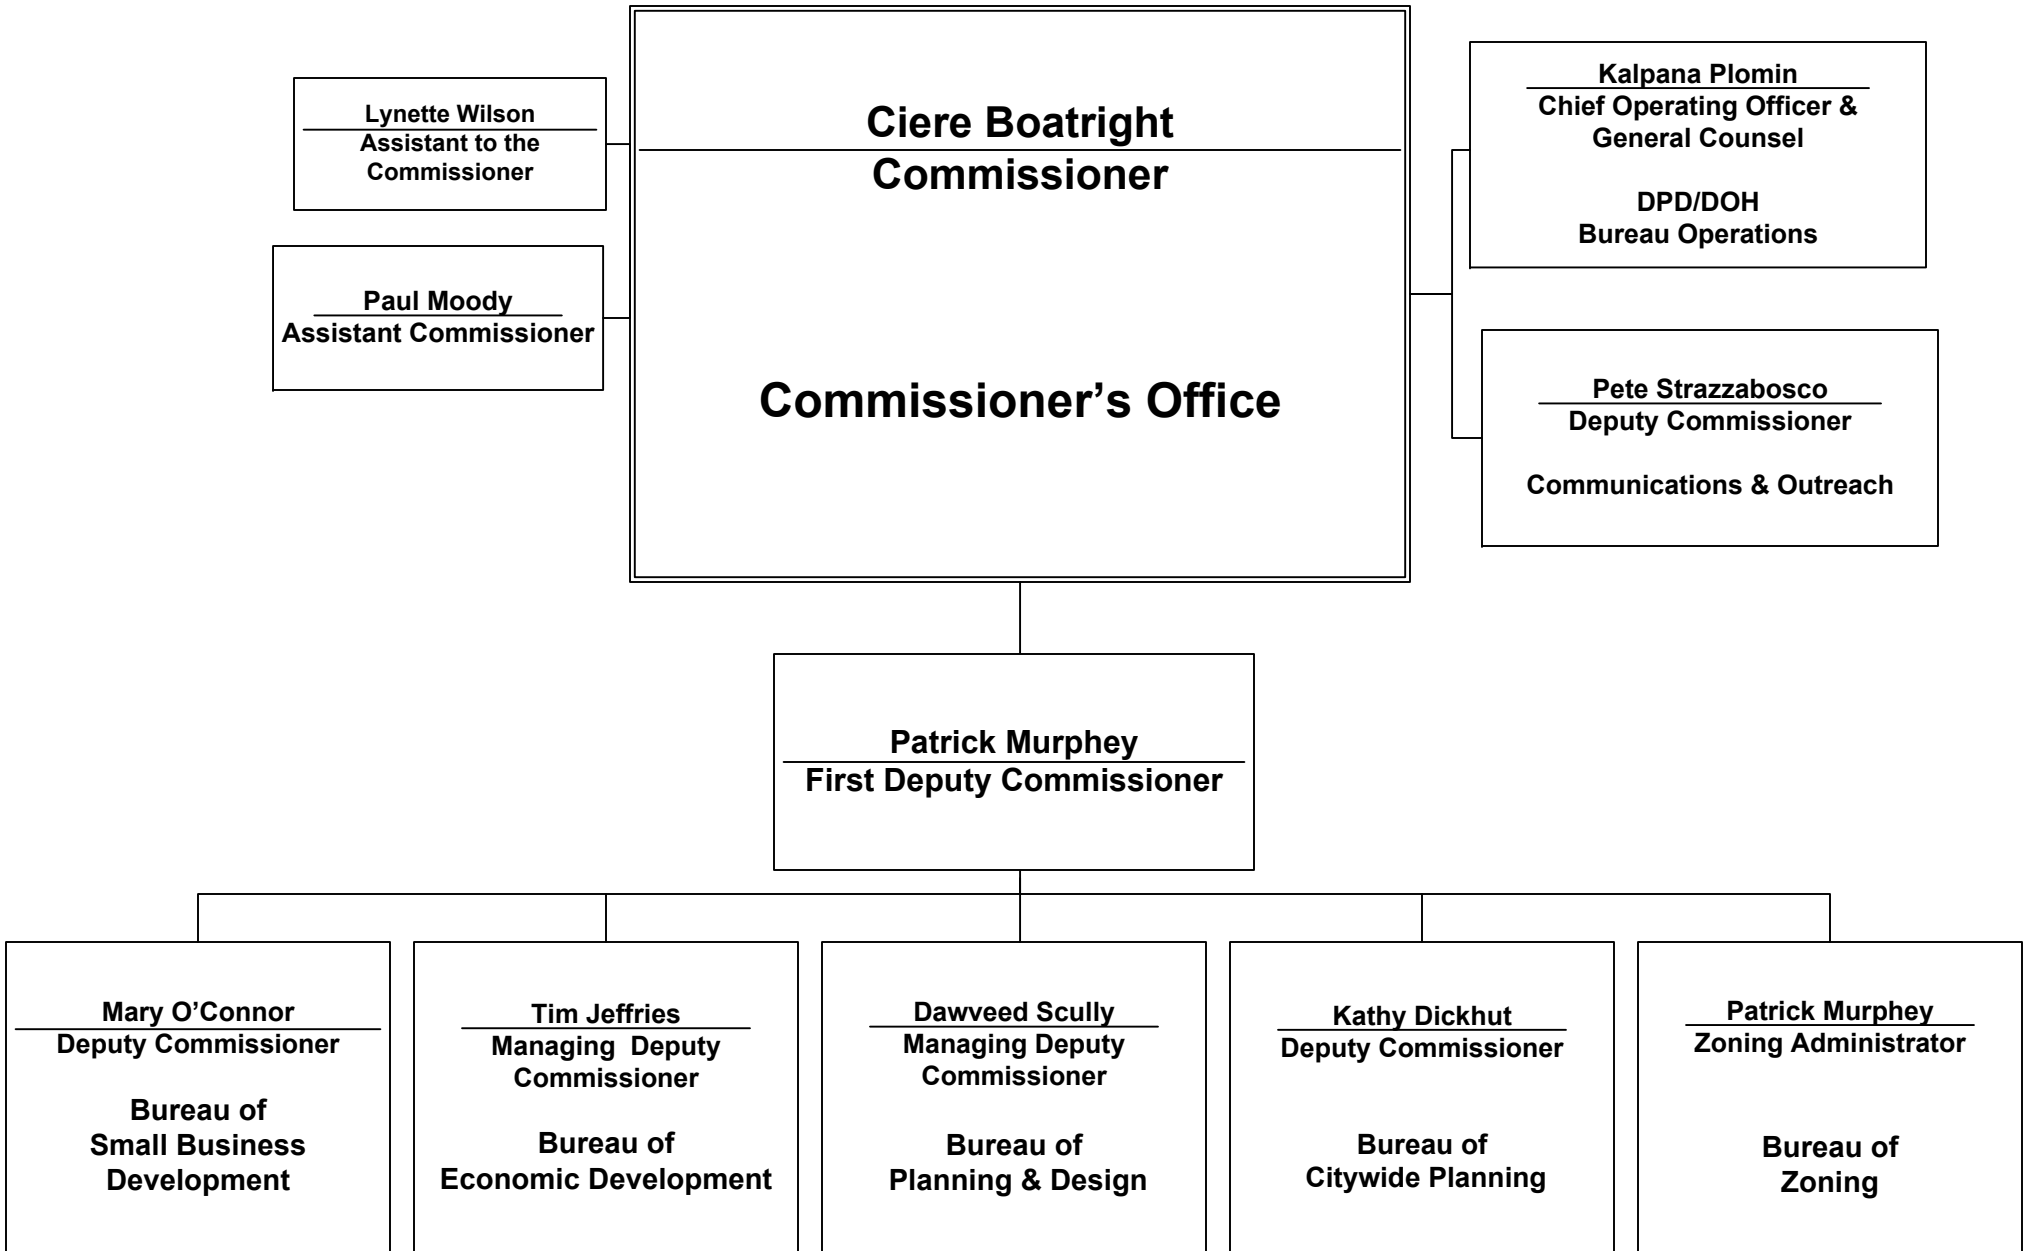 Ciere Boatright
Commissioner
Commissioner’s Office
Lynette Wilson
Assistant to the
Commissioner
Paul Moody
Assistant Commissioner
Kalpana Plomin
Chief Operating Officer &
General Counsel
DPD/DOH
Bureau Operations
Pete Strazzabosco
Deputy Commissioner
Communications & Outreach
Patrick Murphey
First Deputy Commissioner
Mary O’Connor
Deputy Commissioner
Bureau of
Small Business
Development
Tim Jeffries
Managing Deputy
Commissioner
Bureau of
Economic Development
Dawveed Scully
Managing Deputy
Commissioner
Bureau of
Planning & Design
Kathy Dickhut
Deputy Commissioner
Bureau of
Citywide Planning
Patrick Murphey
Zoning Administrator
Bureau of
Zoning